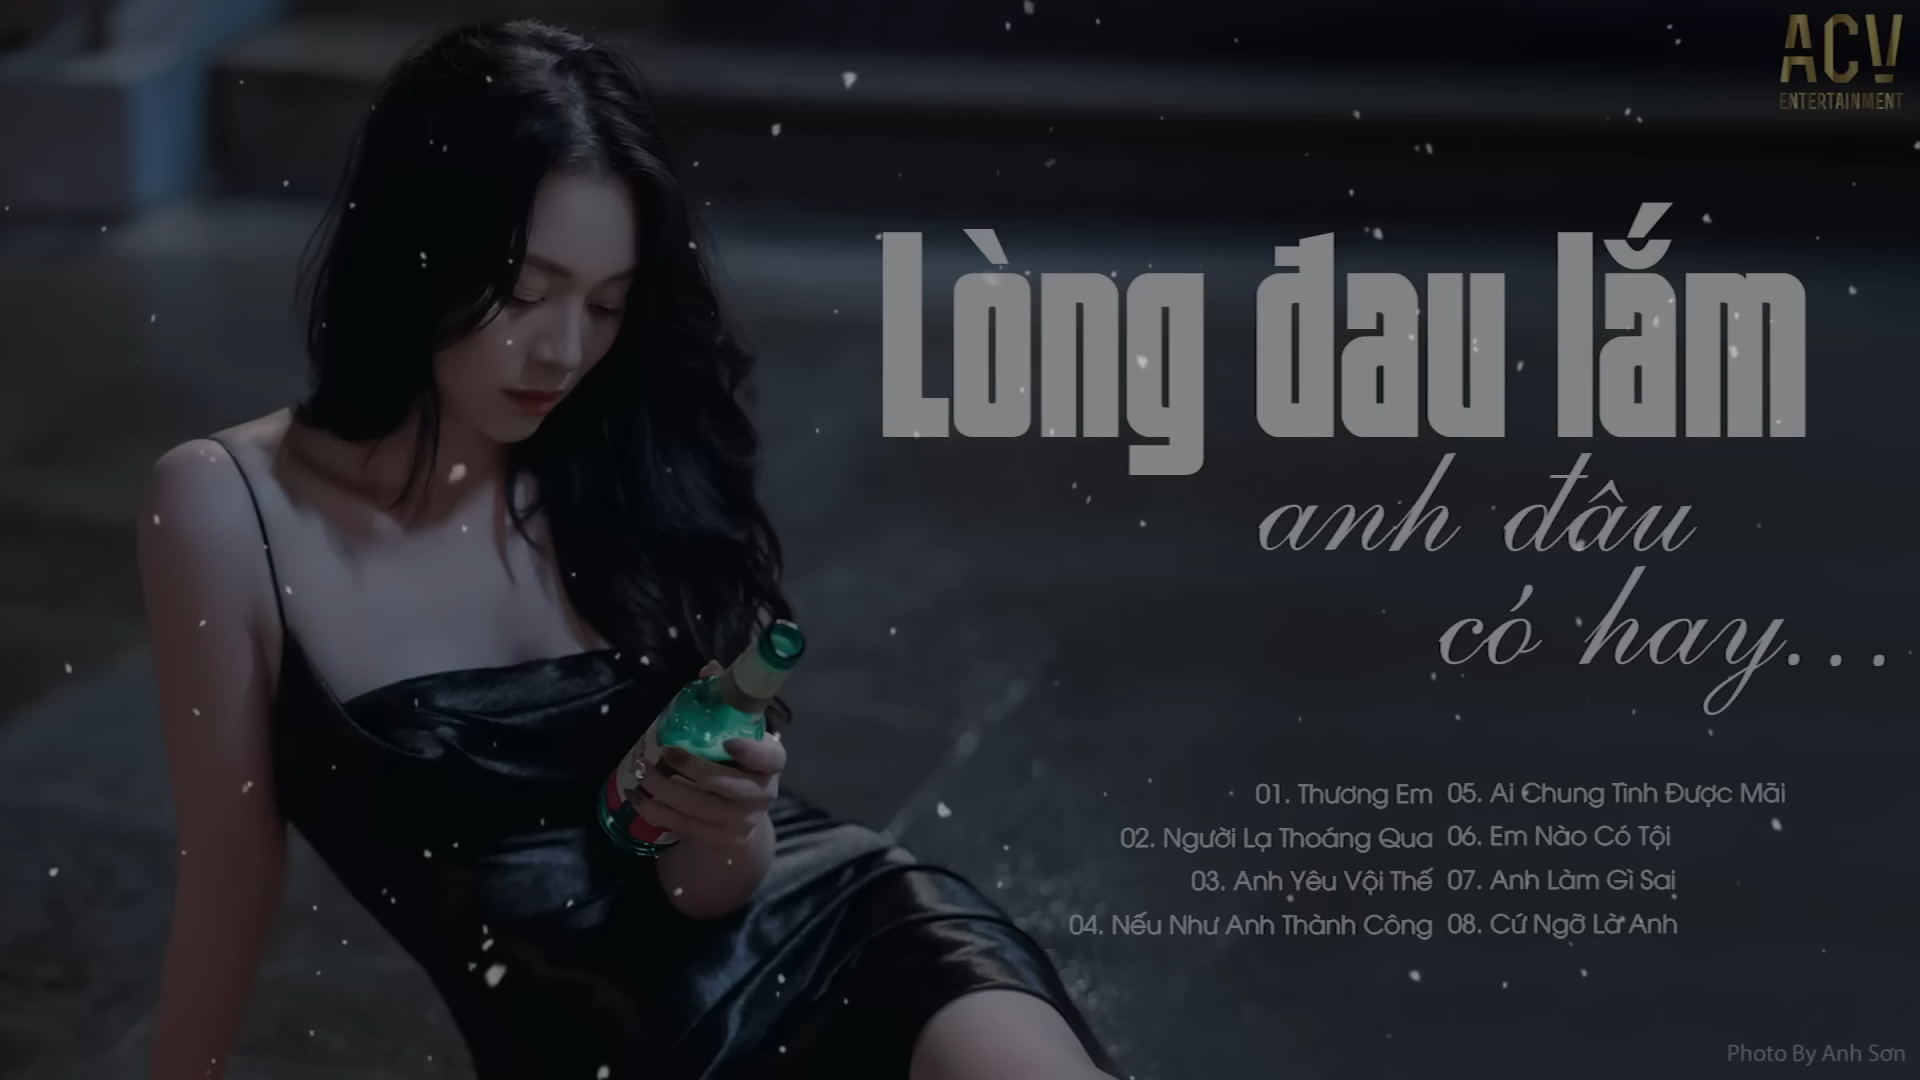 ACV
ENTERTAINMENT
Lòng đau lắm
anh đâu
có hay...
01. Thương Em
02. Người Lạ Thoáng Qua
03. Anh Yêu Vội Thế
04. Nếu Như Anh Thành Công
05. Ai Chung Tình Được Mãi
06. Em Nào Có Tội
07. Anh Làm Gì Sai
08. Cứ Ngỡ Là Anh
Photo By Anh Sơn